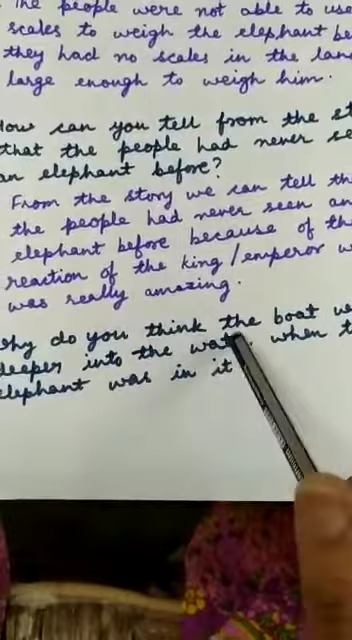 The people were not able to use
scales to weigh the elephant be
they had no scales in the lan
large enough to weigh him.
How can you tell from the st
that the people had never se
an elephant before?
From the story we can tell th
the people had never seen an
elephant before because of th
reaction of the king/emperor w
was really amazing.
Why do you think the boat we
deeper into the wat when t
elephant was in it